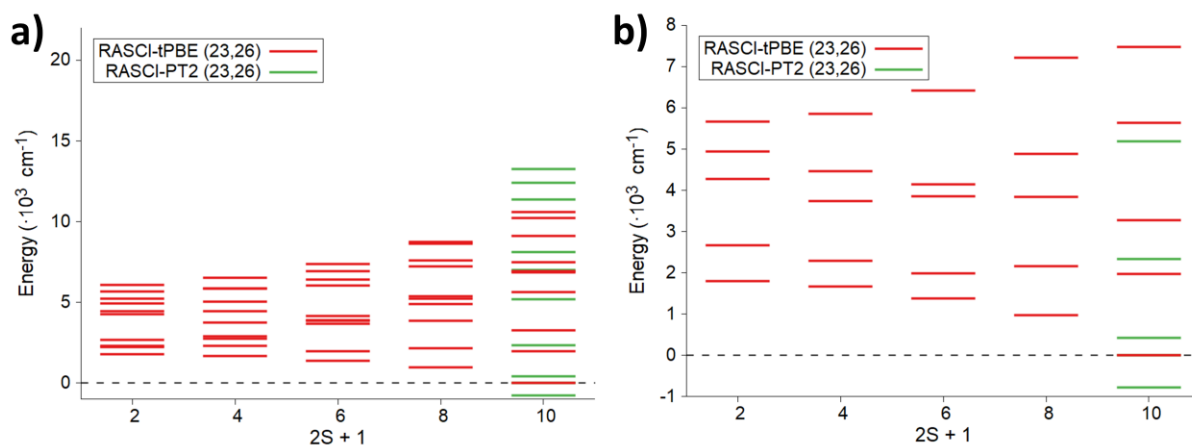 a)
RASCI-tPBE (23,26)
RASCI-PT2 (23,26)
Energy (·10³ cm⁻¹)
20
15
10
5
0
2 4 6 8 10
2S + 1
b)
RASCI-tPBE (23,26)
RASCI-PT2 (23,26)
Energy (·10³ cm⁻¹)
8
7
6
5
4
3
2
1
0
-1
2 4 6 8 10
2S + 1